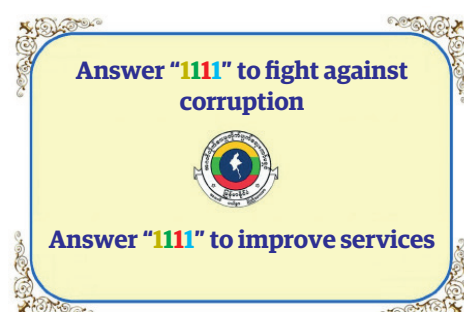 Answer “1111” to fight against
corruption
Answer “1111” to improve services